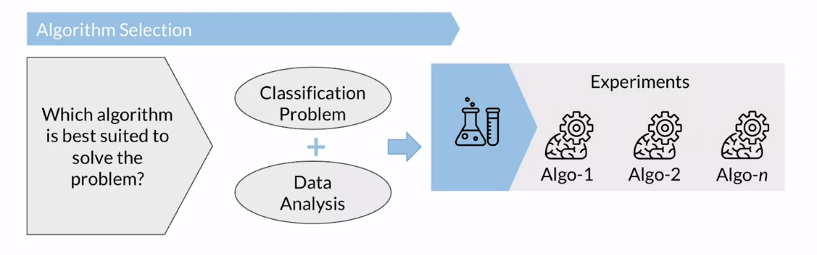 Algorithm Selection
Which algorithm
is best suited to
solve the
problem?
Classification
Problem
+
Data
Analysis
Experiments
Algo-1
Algo-2
Algo-n